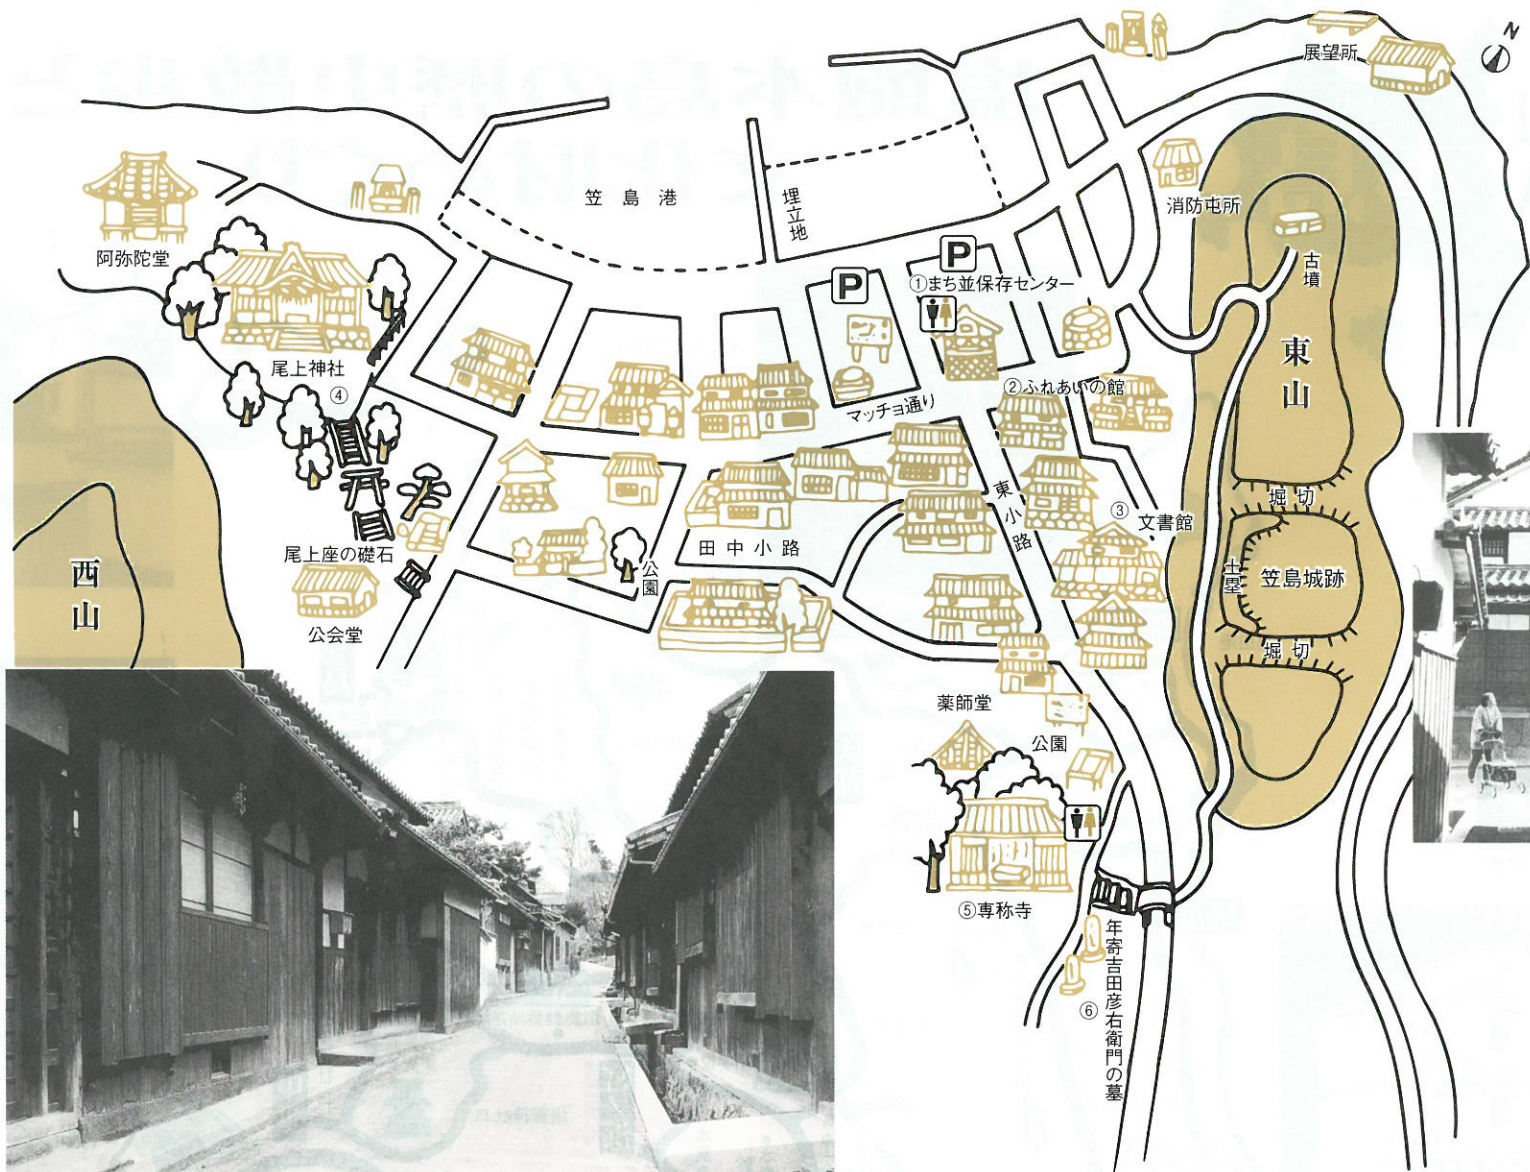 N
展望所
消防屯所
笠島港
埋立地
阿弥陀堂
P
P
①まち並保存センター
古墳
東山
尾上神社
④
②ふれあいの館
マッチョ通り
堀切
③
文書館
東小路
田中小路
尾上座の礎石
公園
土塁
笠島城跡
西山
公会堂
堀切
薬師堂
公園
⑤専称寺
年寄吉田彦右衛門の墓
⑥